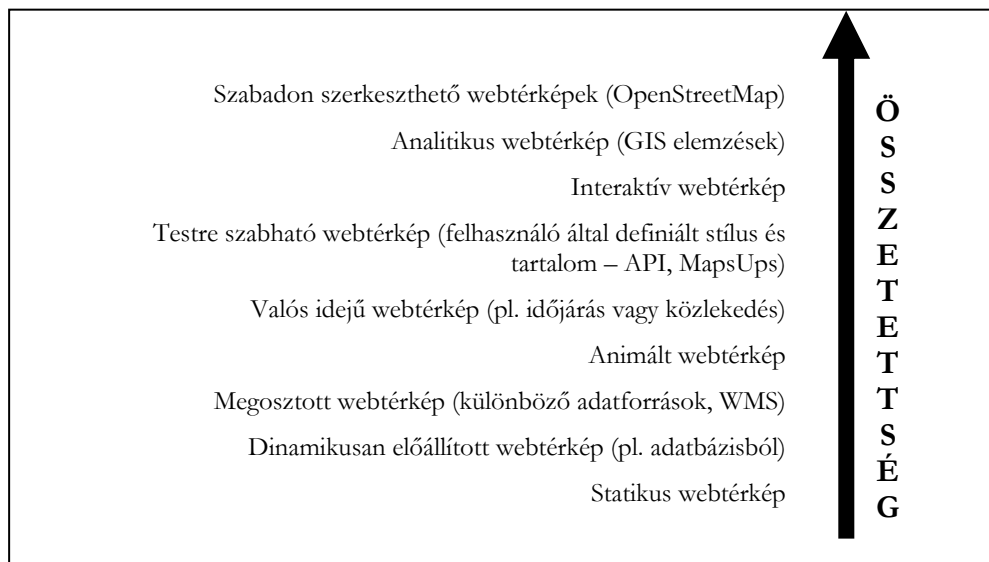 Szabadon szerkeszthető webtérképek (OpenStreetMap)
Analitikus webtérkép (GIS elemzések)
Interaktív webtérkép
Testre szabható webtérkép (felhasználó által definiált stílus és
tartalom – API, MapsUps)
Valós idejű webtérkép (pl. időjárás vagy közlekedés)
Animált webtérkép
Megosztott webtérkép (különböző adatforrások, WMS)
Dinamikusan előállított webtérkép (pl. adatbázisból)
Statikus webtérkép
Ö
S
S
Z
E
T
E
T
T
S
É
G